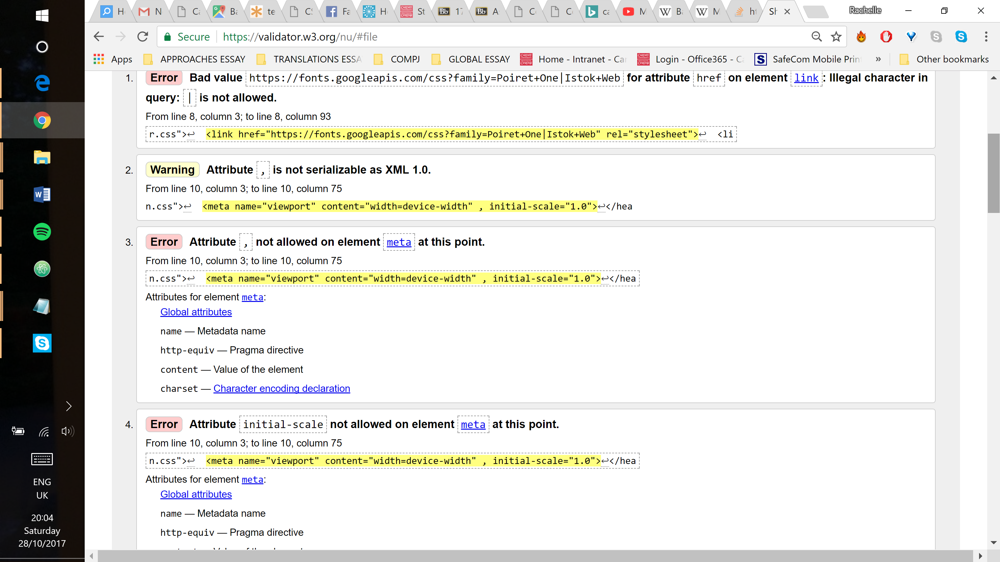 H
N
Ca
Ba
te
CS
Fa
H
St
Bb 17
Bb A
C
C
ca
M
W Ba
W M
ht
Sh
Rachelle
Secure https://validator.w3.org/nu/#file
Apps APPROACHES ESSAY TRANSLATIONS ESSA COMPJ GLOBAL ESSAY Home - Intranet - Car Login - Office365 - Ca SafeCom Mobile Prin » Other bookmarks
1. Error Bad value https://fonts.googleapis.com/css?family=Poiret+One|Istok+Web for attribute href on element link: Illegal character in
query: | is not allowed.
From line 8, column 3; to line 8, column 93
r.css">↩ <link href="https://fonts.googleapis.com/css?family=Poiret+One|Istok+Web" rel="stylesheet">↩ <li
2. Warning Attribute , is not serializable as XML 1.0.
From line 10, column 3; to line 10, column 75
n.css">↩ <meta name="viewport" content="width=device-width" , initial-scale="1.0">↩</hea
3. Error Attribute , not allowed on element meta at this point.
From line 10, column 3; to line 10, column 75
n.css">↩ <meta name="viewport" content="width=device-width" , initial-scale="1.0">↩</hea
Attributes for element meta:
Global attributes
name — Metadata name
http-equiv — Pragma directive
content — Value of the element
charset — Character encoding declaration
4. Error Attribute initial-scale not allowed on element meta at this point.
From line 10, column 3; to line 10, column 75
n.css">↩ <meta name="viewport" content="width=device-width" , initial-scale="1.0">↩</hea
Attributes for element meta:
Global attributes
name — Metadata name
http-equiv — Pragma directive
ENG
UK
20:04
Saturday
28/10/2017